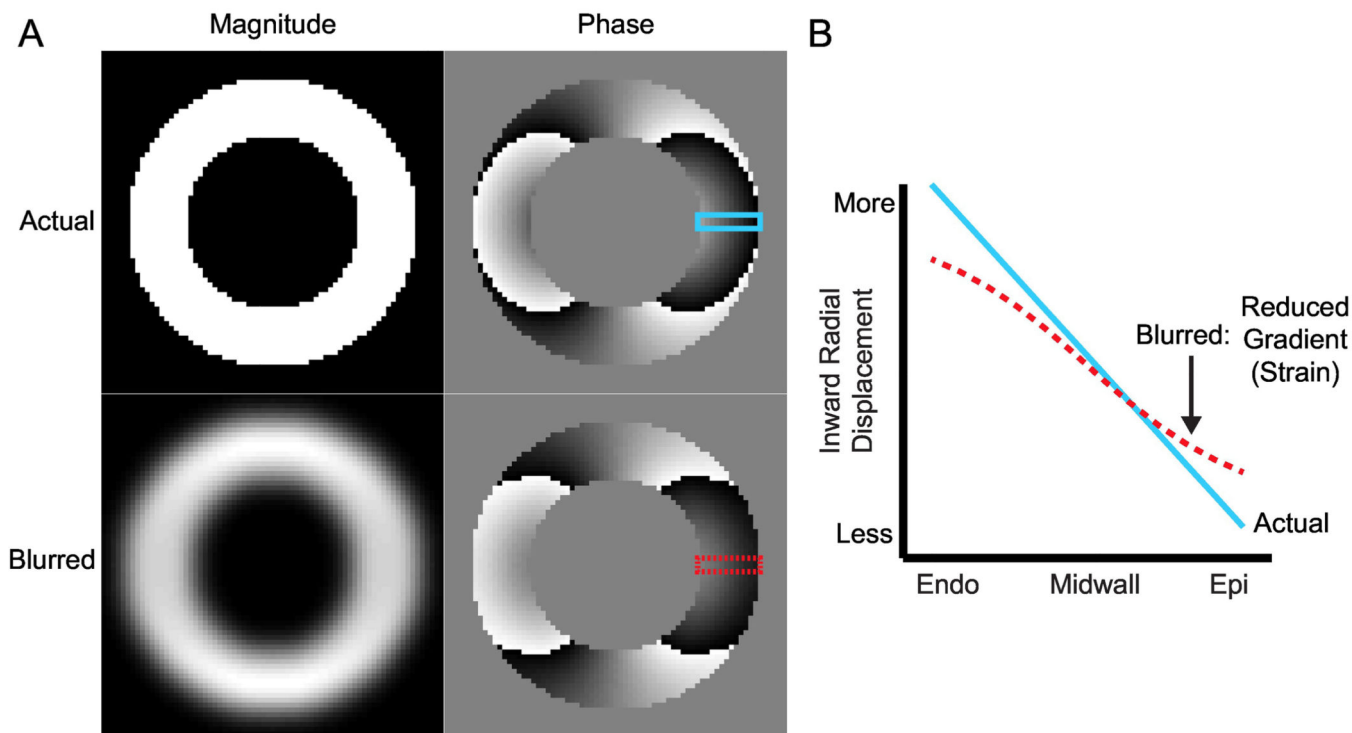 A
Magnitude
Phase
Actual
Blurred
B
More
Less
Inward Radial
Displacement
Endo
Midwall
Epi
Blurred:
Reduced
Gradient
(Strain)
Actual